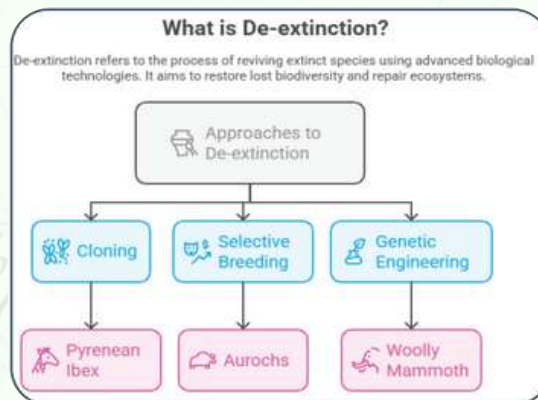 What is De-extinction?
De-extinction refers to the process of reviving extinct species using advanced biological
technologies. It aims to restore lost biodiversity and repair ecosystems.
Approaches to
De-extinction
Cloning
Selective
Breeding
Genetic
Engineering
Pyrenean
Ibex
Aurochs
Woolly
Mammoth